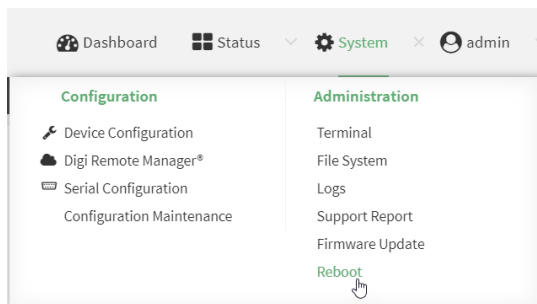 Dashboard Status System admin
Configuration
Device Configuration
Digi Remote Manager®
Serial Configuration
Configuration Maintenance
Administration
Terminal
File System
Logs
Support Report
Firmware Update
Reboot